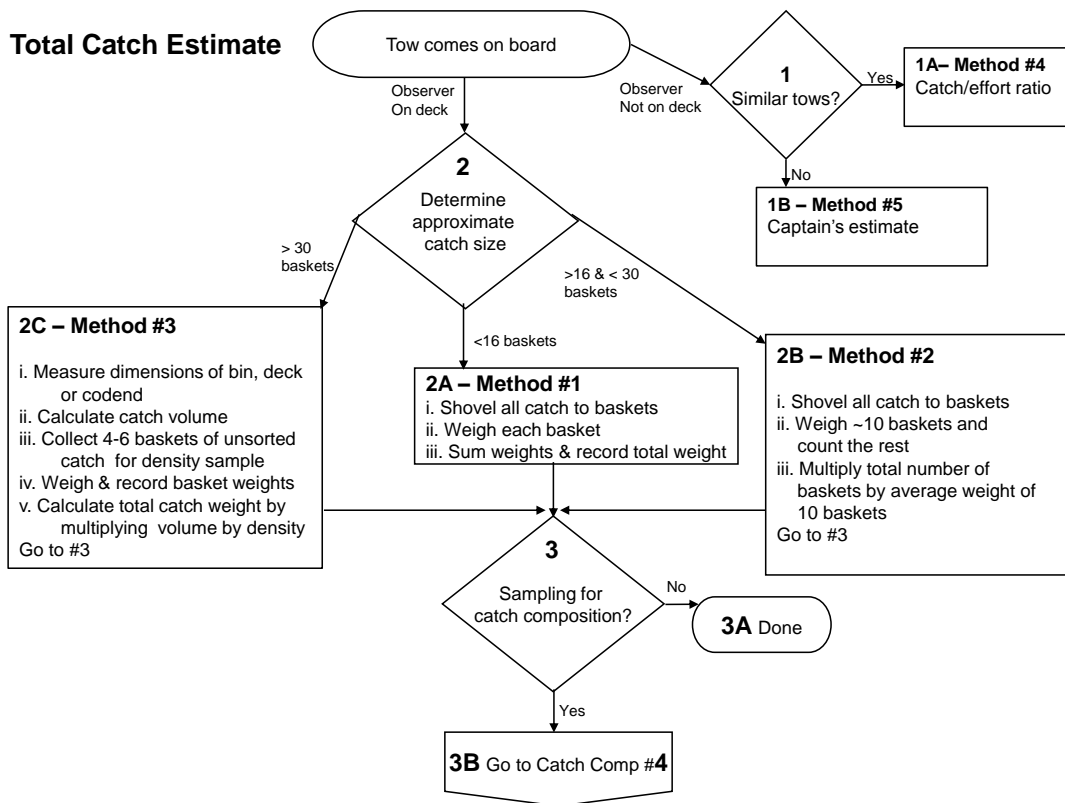 Total Catch Estimate
Tow comes on board
Observer
On deck
Observer
Not on deck
1
Similar tows?
Yes
1A– Method #4
Catch/effort ratio
No
1B – Method #5
Captain's estimate
2
Determine
approximate
catch size
> 30
baskets
>16 & < 30
baskets
<16 baskets
2C – Method #3
i. Measure dimensions of bin, deck
or codend
ii. Calculate catch volume
iii. Collect 4-6 baskets of unsorted
catch for density sample
iv. Weigh & record basket weights
v. Calculate total catch weight by
multiplying volume by density
Go to #3
2A – Method #1
i. Shovel all catch to baskets
ii. Weigh each basket
iii. Sum weights & record total weight
2B – Method #2
i. Shovel all catch to baskets
ii. Weigh ~10 baskets and
count the rest
iii. Multiply total number of
baskets by average weight of
10 baskets
Go to #3
3
Sampling for
catch composition?
No
3A Done
Yes
3B Go to Catch Comp #4